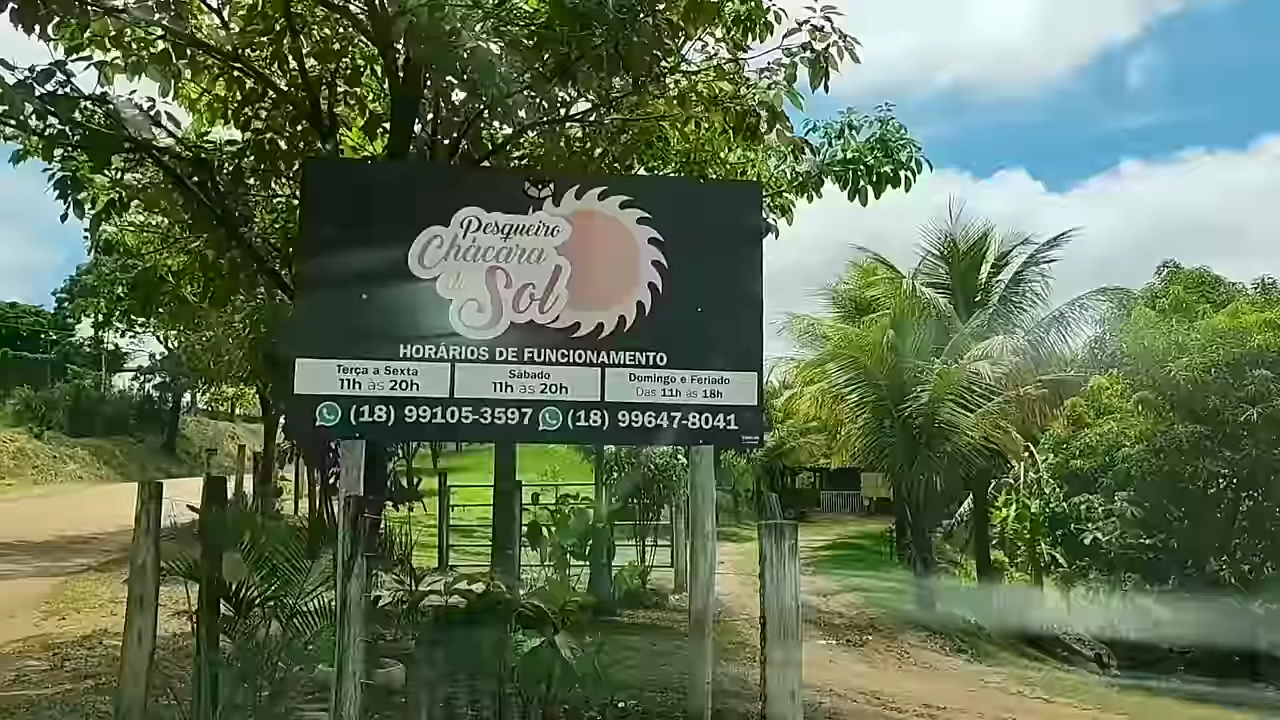 Pesqueiro
Chácara
do
Sol
HORÁRIOS DE FUNCIONAMENTO
Terça a Sexta
11h às 20h
Sábado
11h às 20h
Domingo e Feriado
Das 11h às 18h
(18) 99105-3597 (18) 99647-8041